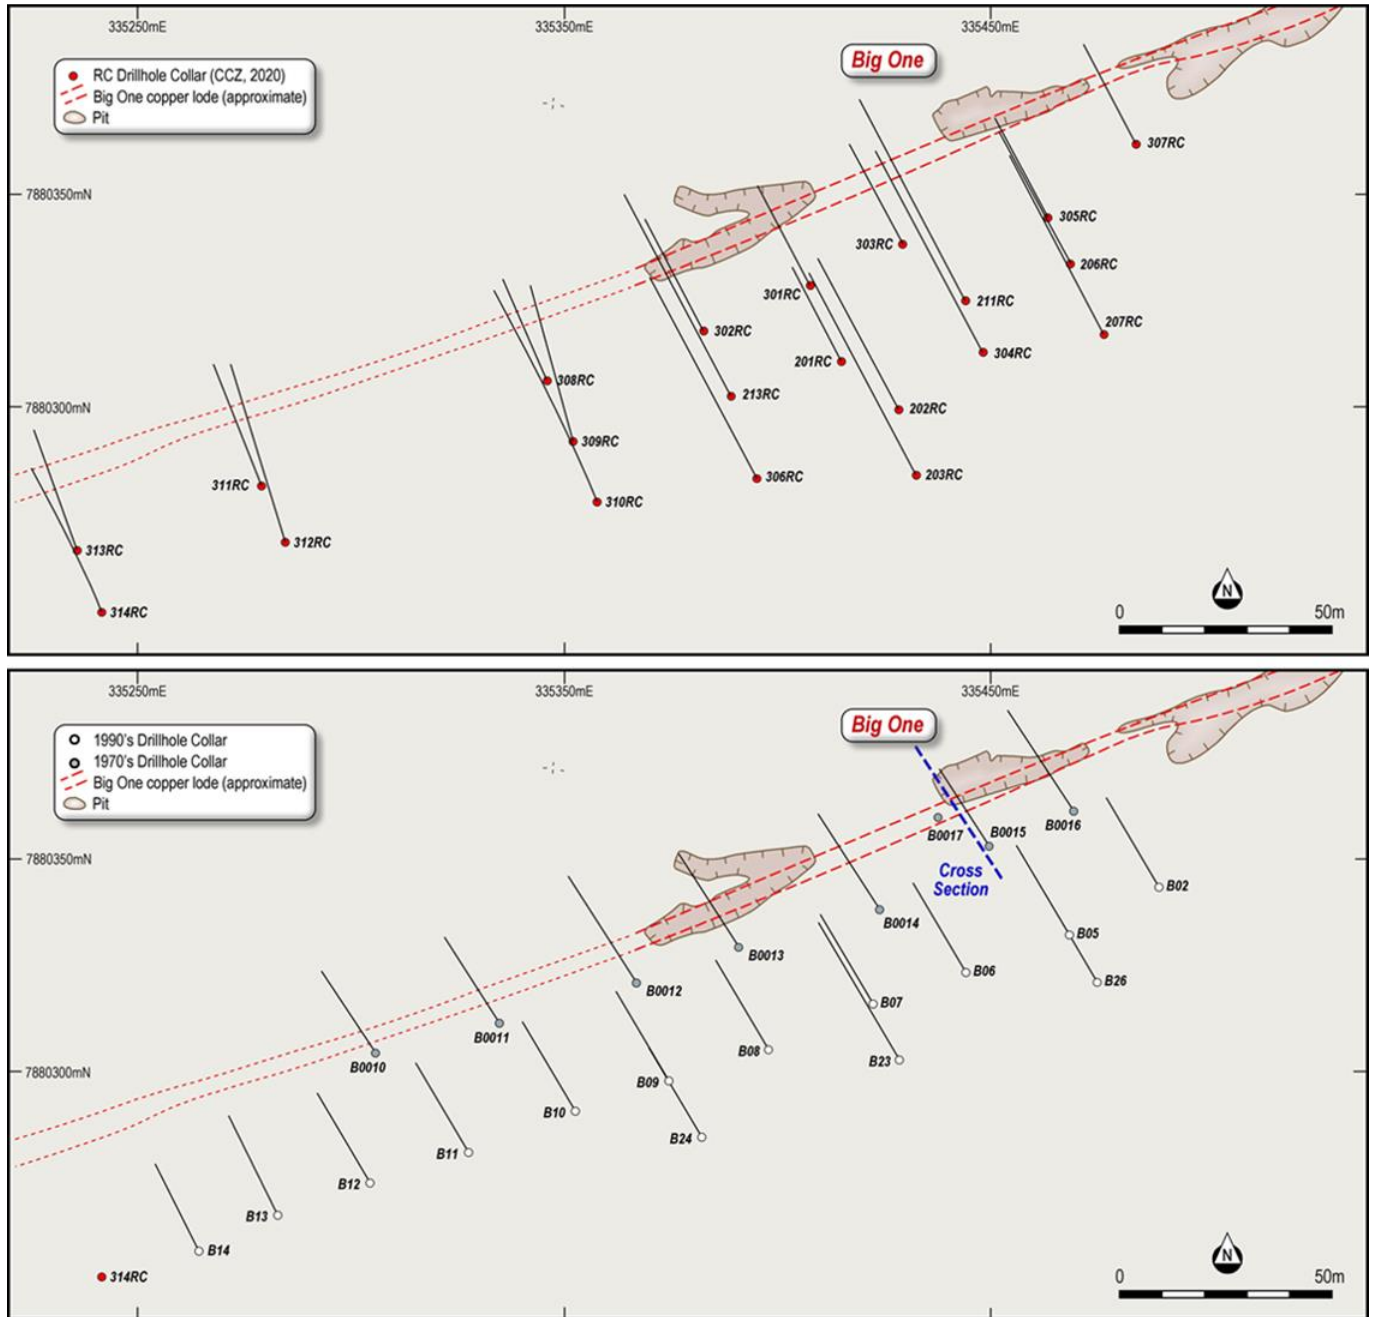 335250mE
335350mE
335450mE
RC Drillhole Collar (CCZ, 2020)
Big One copper lode (approximate)
Pit
Big One
307RC
7880350mN
305RC
303RC
206RC
301RC
211RC
302RC
207RC
304RC
201RC
308RC
213RC
7880300mN
202RC
309RC
311RC
306RC
203RC
310RC
312RC
313RC
314RC
N
0
50m
335250mE
335350mE
335450mE
1990's Drillhole Collar
1970's Drillhole Collar
Big One copper lode (approximate)
Pit
Big One
B0016
B0017
B0015
7880350mN
Cross
Section
B02
B0014
B05
B0013
B06
B26
B0012
B07
B0011
B08
B23
B0010
7880300mN
B09
B10
B24
B11
B12
B13
B14
314RC
N
0
50m